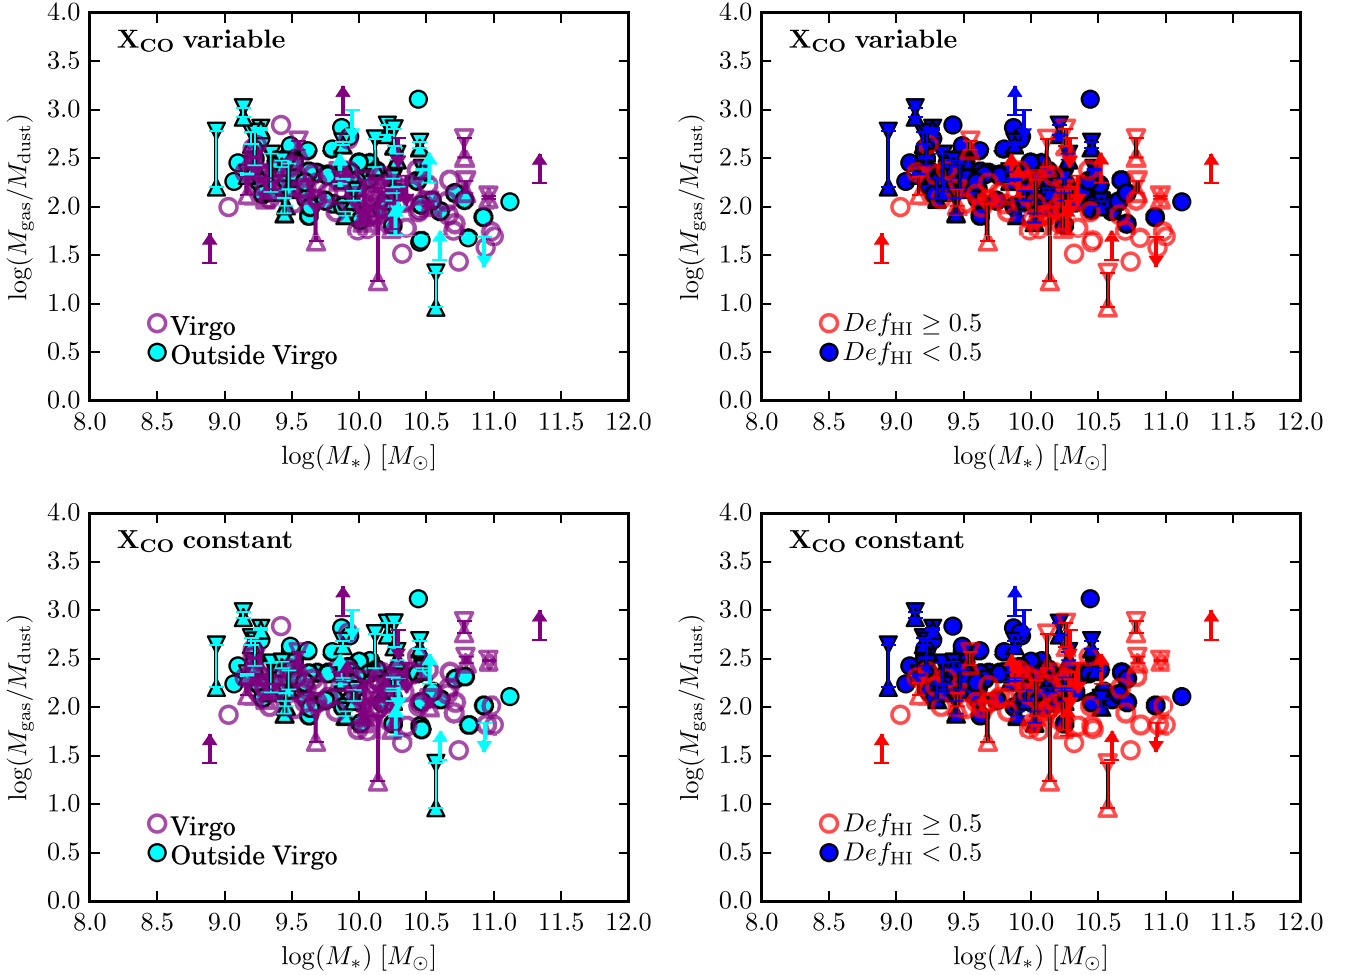 X_CO variable
4.0
3.5
3.0
2.5
2.0
1.5
1.0
0.5
0.0
log(M_gas/M_dust)
Virgo
Outside Virgo
8.0 8.5 9.0 9.5 10.0 10.5 11.0 11.5 12.0
log(M_*) [M_⊙]
X_CO variable
4.0
3.5
3.0
2.5
2.0
1.5
1.0
0.5
0.0
log(M_gas/M_dust)
Def_HI ≥ 0.5
Def_HI < 0.5
8.0 8.5 9.0 9.5 10.0 10.5 11.0 11.5 12.0
log(M_*) [M_⊙]
X_CO constant
4.0
3.5
3.0
2.5
2.0
1.5
1.0
0.5
0.0
log(M_gas/M_dust)
Virgo
Outside Virgo
8.0 8.5 9.0 9.5 10.0 10.5 11.0 11.5 12.0
log(M_*) [M_⊙]
X_CO constant
4.0
3.5
3.0
2.5
2.0
1.5
1.0
0.5
0.0
log(M_gas/M_dust)
Def_HI ≥ 0.5
Def_HI < 0.5
8.0 8.5 9.0 9.5 10.0 10.5 11.0 11.5 12.0
log(M_*) [M_⊙]